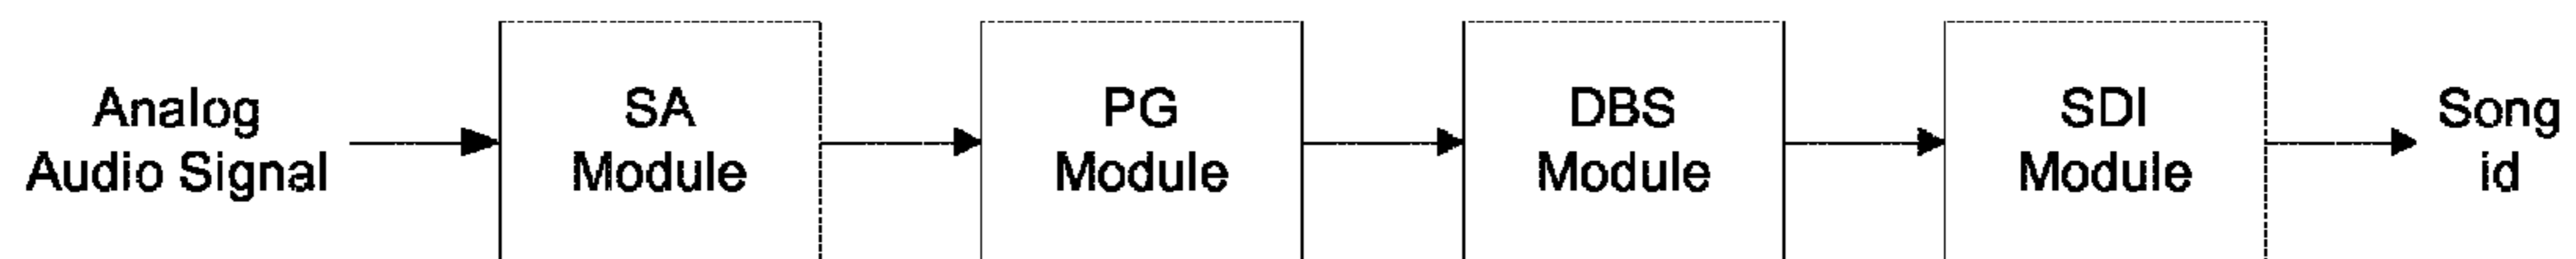 Analog
Audio Signal
SA
Module
PG
Module
DBS
Module
SDI
Module
Song
id